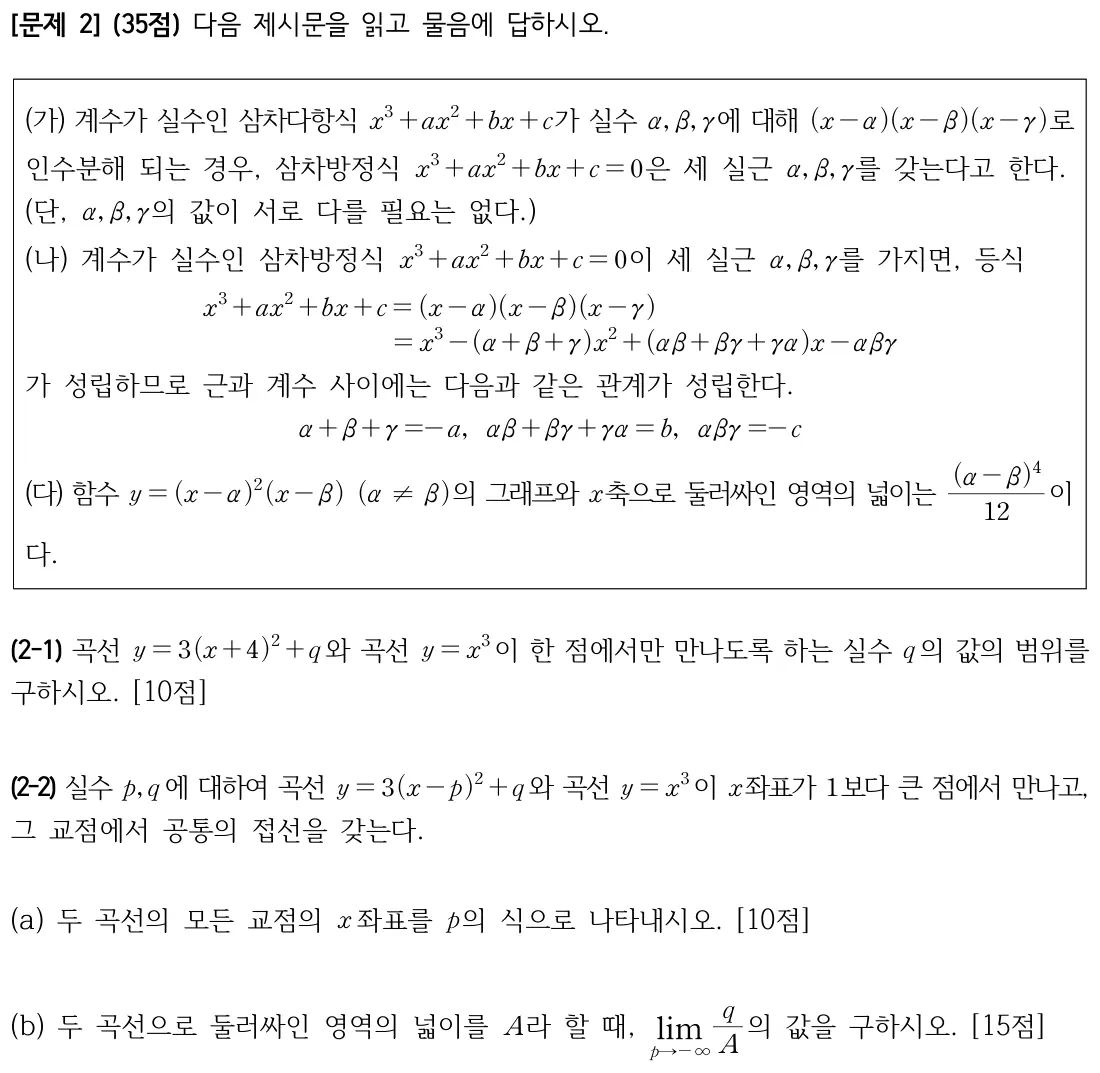 [문제 2] (35점) 다음 제시문을 읽고 물음에 답하시오.
(가) 계수가 실수인 삼차다항식 x³+ax²+bx+c가 실수 α, β, γ에 대해 (x−α)(x−β)(x−γ)로
인수분해 되는 경우, 삼차방정식 x³+ax²+bx+c=0은 세 실근 α, β, γ를 갖는다고 한다.
(단, α, β, γ의 값이 서로 다를 필요는 없다.)
(나) 계수가 실수인 삼차방정식 x³+ax²+bx+c=0이 세 실근 α, β, γ를 가지면, 등식
x³+ax²+bx+c=(x−α)(x−β)(x−γ)
=x³−(α+β+γ)x²+(αβ+βγ+γα)x−αβγ
가 성립하므로 근과 계수 사이에는 다음과 같은 관계가 성립한다.
α+β+γ=−a, αβ+βγ+γα=b, αβγ=−c
(다) 함수 y=(x−α)²(x−β) (α ≠ β)의 그래프와 x축으로 둘러싸인 영역의 넓이는 (α−β)⁴/12 이
다.
(2-1) 곡선 y=3(x+4)²+q와 곡선 y=x³이 한 점에서만 만나도록 하는 실수 q의 값의 범위를
구하시오. [10점]
(2-2) 실수 p, q에 대하여 곡선 y=3(x−p)²+q와 곡선 y=x³이 x좌표가 1보다 큰 점에서 만나고,
그 교점에서 공통의 접선을 갖는다.
(a) 두 곡선의 모든 교점의 x좌표를 p의 식으로 나타내시오. [10점]
(b) 두 곡선으로 둘러싸인 영역의 넓이를 A라 할 때, lim p→−∞ q/A의 값을 구하시오. [15점]